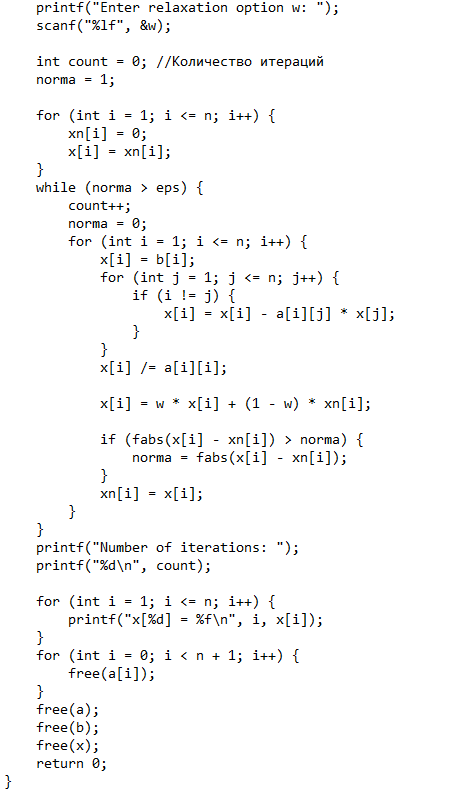 printf("Enter relaxation option w: ");
scanf("%lf", &w);
int count = 0; //Количество итераций
norma = 1;
for (int i = 1; i <= n; i++) {
xn[i] = 0;
x[i] = xn[i];
}
while (norma > eps) {
count++;
norma = 0;
for (int i = 1; i <= n; i++) {
x[i] = b[i];
for (int j = 1; j <= n; j++) {
if (i != j) {
x[i] = x[i] - a[i][j] * x[j];
}
}
x[i] /= a[i][i];
x[i] = w * x[i] + (1 - w) * xn[i];
if (fabs(x[i] - xn[i]) > norma) {
norma = fabs(x[i] - xn[i]);
}
xn[i] = x[i];
}
}
printf("Number of iterations: ");
printf("%d\n", count);
for (int i = 1; i <= n; i++) {
printf("x[%d] = %f\n", i, x[i]);
}
for (int i = 0; i < n + 1; i++) {
free(a[i]);
}
free(a);
free(b);
free(x);
return 0;
}